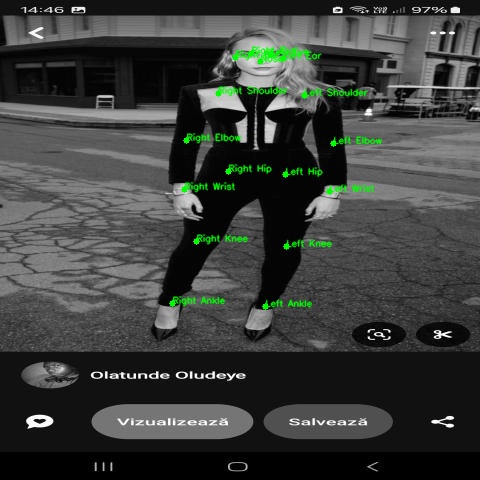 14:46
97%
Right Shoulder
Left Shoulder
Right Elbow
Left Elbow
Right Hip
Left Hip
Right Wrist
Left Wrist
Right Knee
Left Knee
Right Ankle
Left Ankle
Olatunde Oludeye
Vizualizează
Salvează